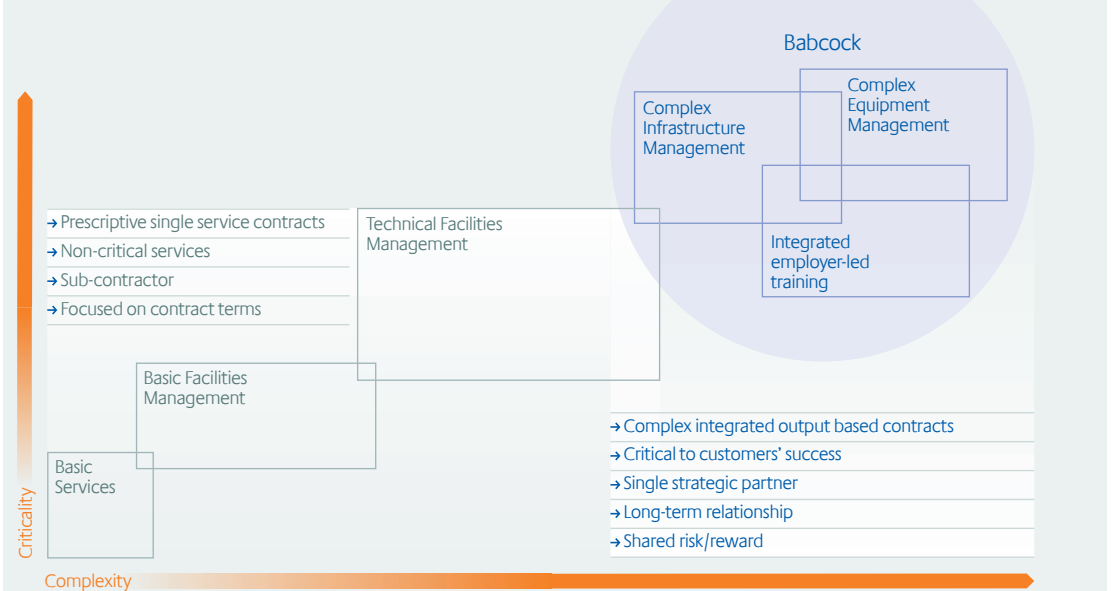 Babcock
Complex
Equipment
Management
Complex
Infrastructure
Management
Integrated
employer-led
training
→ Prescriptive single service contracts
→ Non-critical services
→ Sub-contractor
→ Focused on contract terms
Technical Facilities
Management
Basic Facilities
Management
Basic
Services
→ Complex integrated output based contracts
→ Critical to customers’ success
→ Single strategic partner
→ Long-term relationship
→ Shared risk/reward
Criticality
Complexity